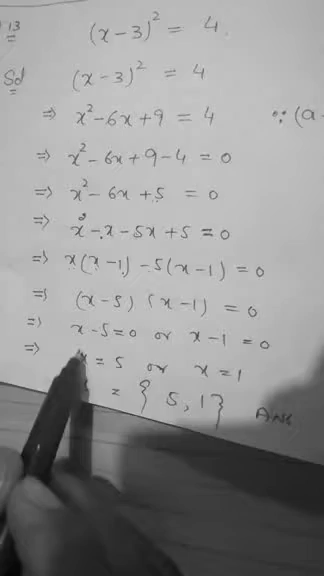 13 (x-3)² = 4
Sol (x-3)² = 4
⇒ x²-6x+9 = 4 ∵ (a-
⇒ x²-6x+9-4 = 0
⇒ x²-6x+5 = 0
⇒ x²-x-5x+5 = 0
⇒ x(x-1)-5(x-1) = 0
⇒ (x-5)(x-1) = 0
⇒ x-5=0 or x-1=0
⇒ x = 5 or x=1
= {5,1} Ans